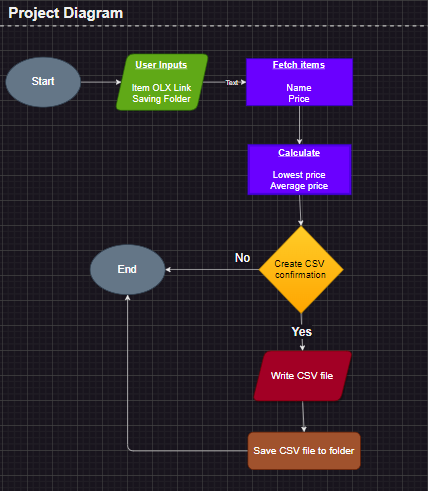 Project Diagram
Start
User Inputs
Item OLX Link
Saving Folder
Text
Fetch items
Name
Price
Calculate
Lowest price
Average price
Create CSV
confirmation
No
End
Yes
Write CSV file
Save CSV file to folder